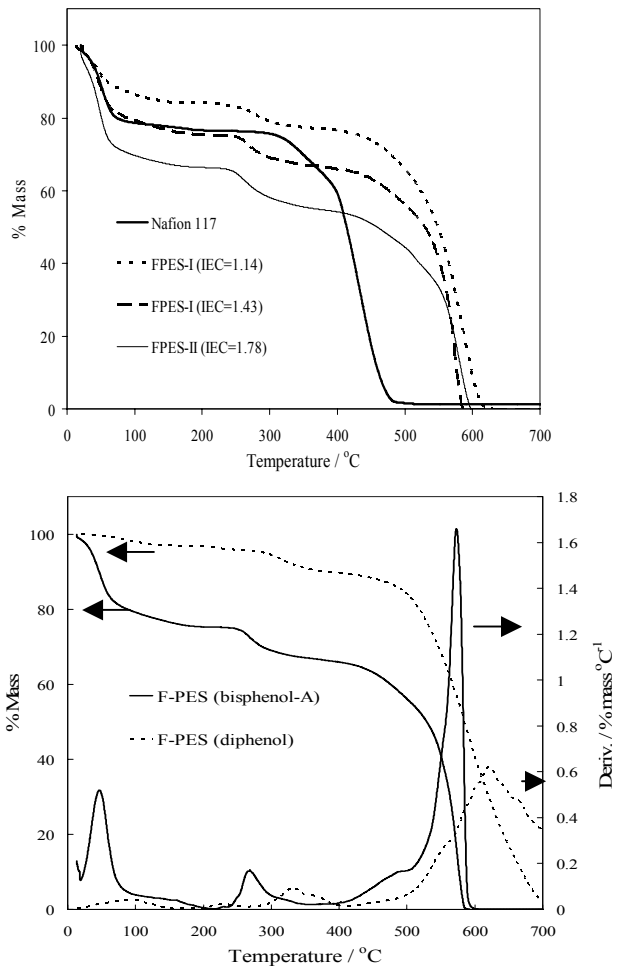 100
80
60
40
20
0
% Mass
Nafion 117
FPES-I (IEC=1.14)
FPES-I (IEC=1.43)
FPES-II (IEC=1.78)
0 100 200 300 400 500 600 700
Temperature / °C
100
80
60
40
20
0
% Mass
F-PES (bisphenol-A)
F-PES (diphenol)
1.8
1.6
1.4
1.2
1
0.8
0.6
0.4
0.2
0
Deriv. / % mass °C⁻¹
0 100 200 300 400 500 600 700
Temperature / °C